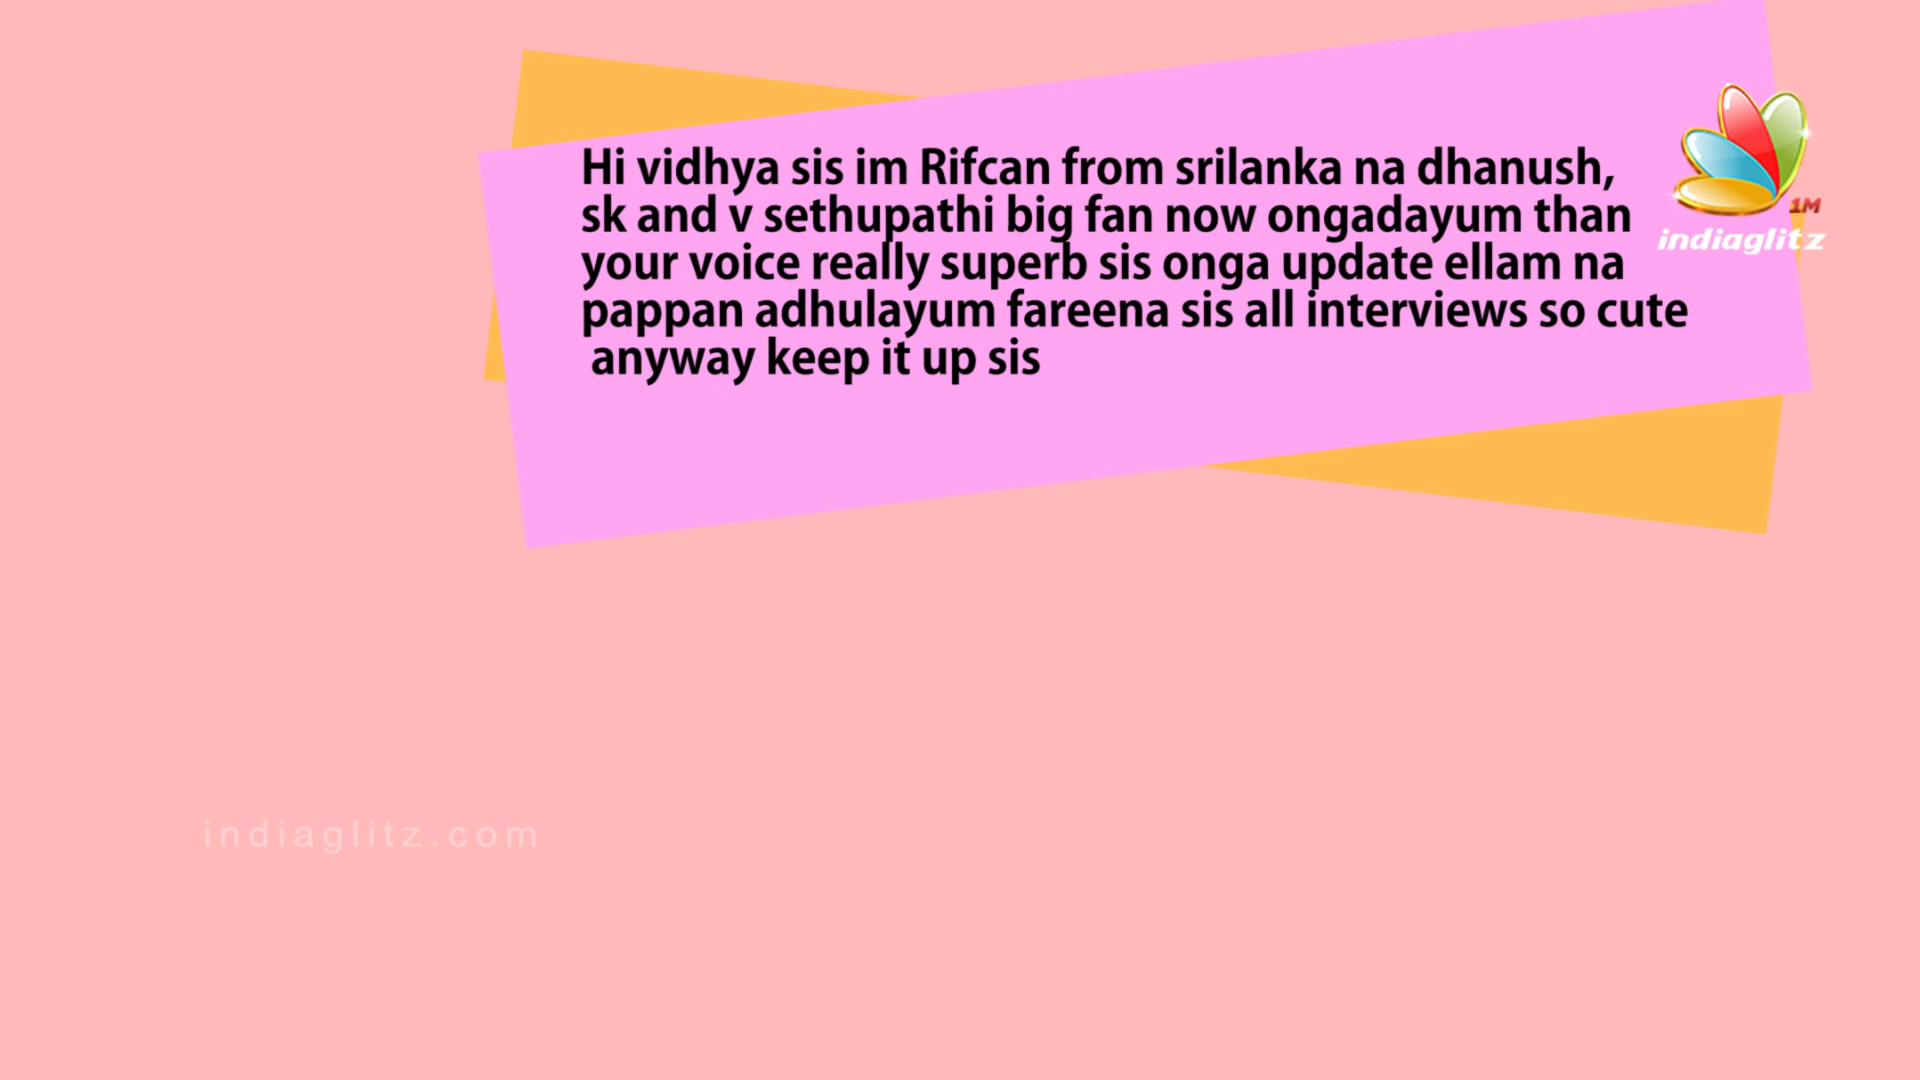 Hi vidhya sis im Rifcan from srilanka na dhanush,
sk and v sethupathi big fan now ongadayum than
your voice really superb sis onga update ellam na
pappan adhulayum fareena sis all interviews so cute
anyway keep it up sis
1M
indiaglitz
indiaglitz.com